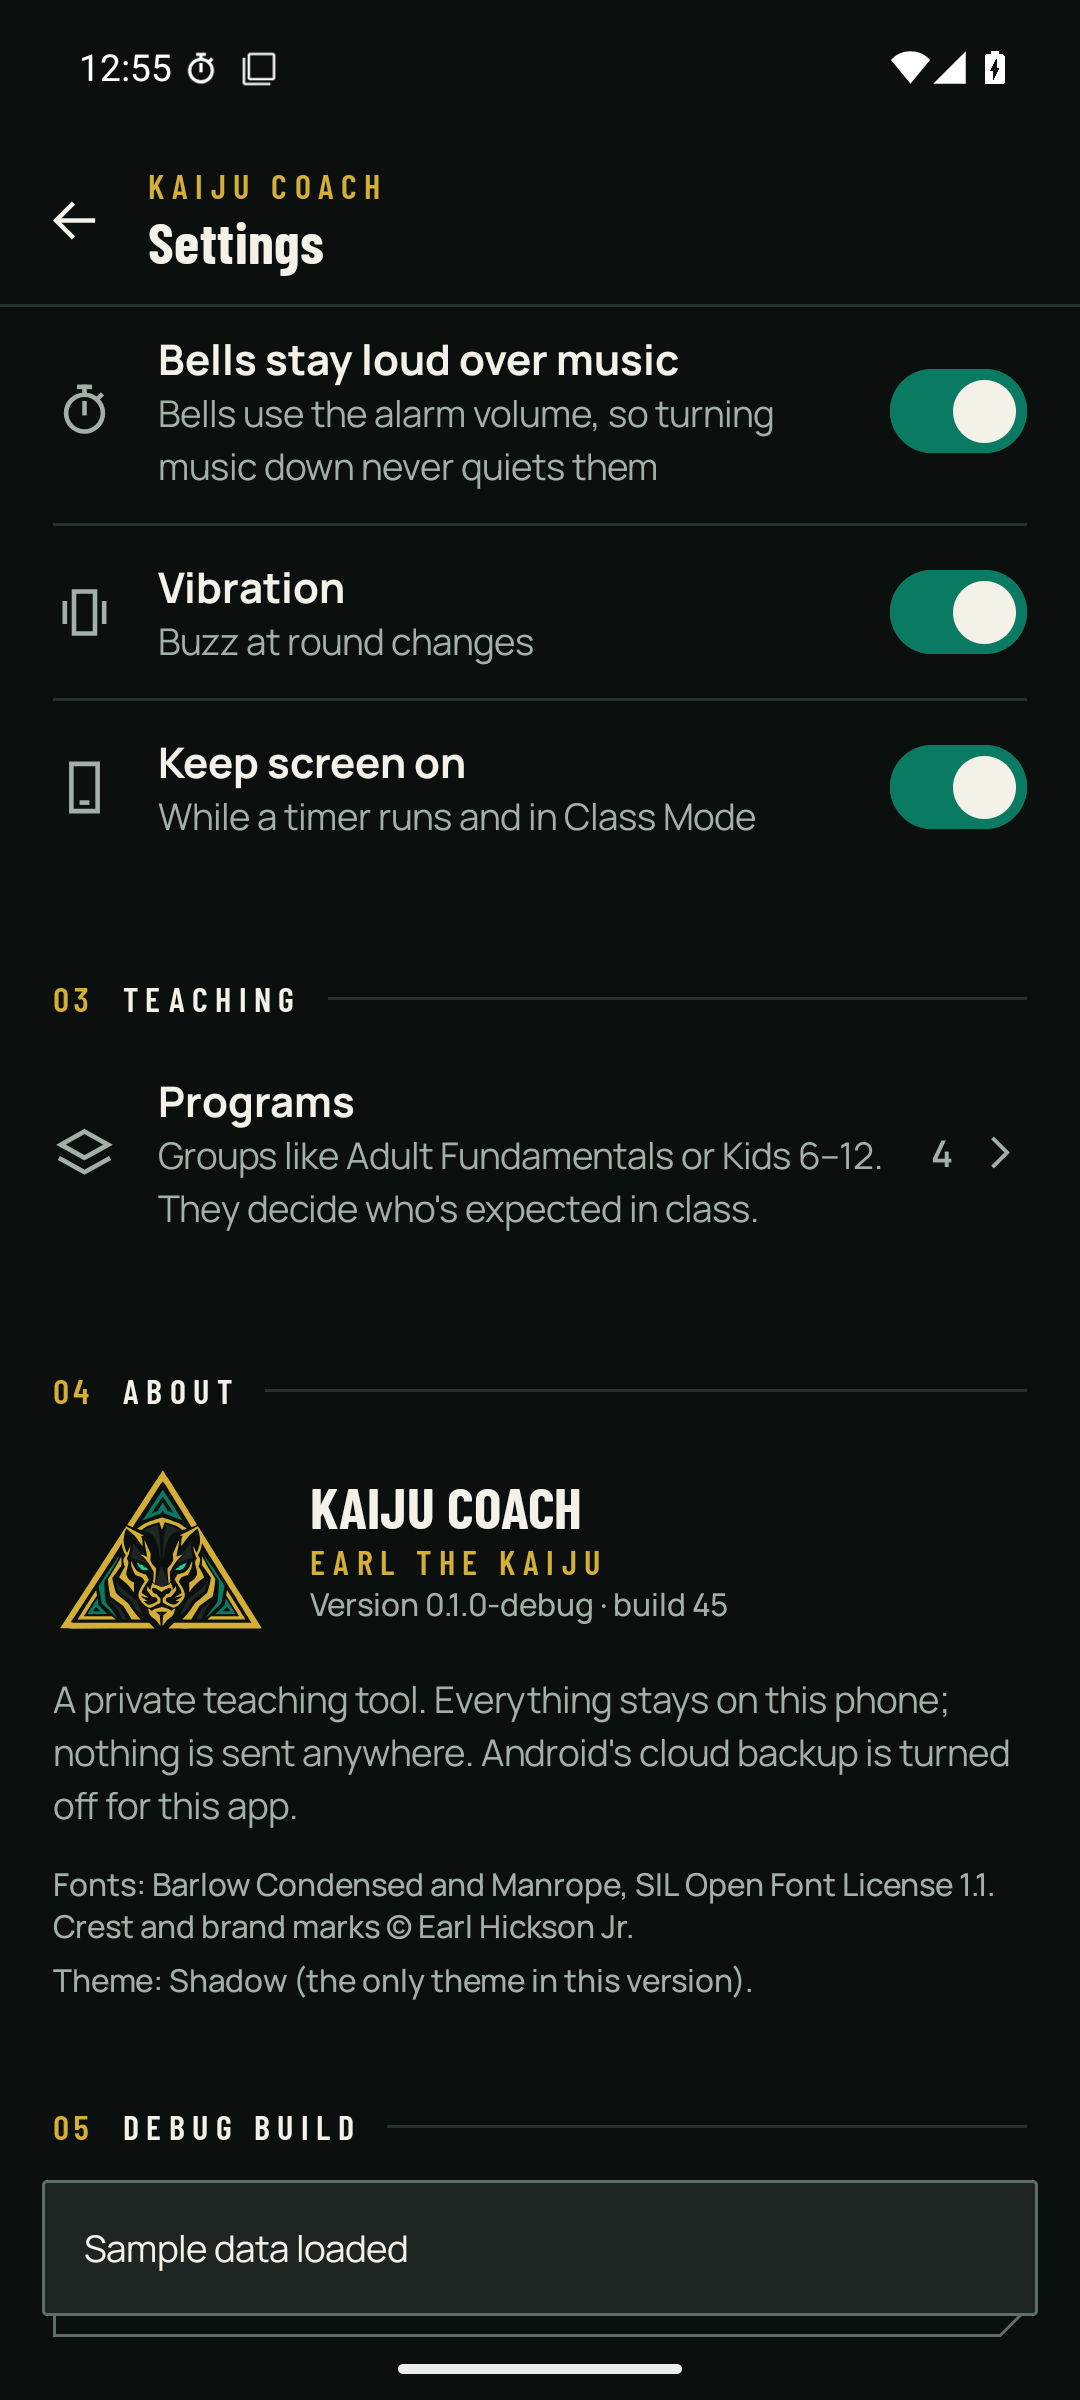 12:55
KAIJU COACH
Settings
Bells stay loud over music
Bells use the alarm volume, so turning
music down never quiets them
Vibration
Buzz at round changes
Keep screen on
While a timer runs and in Class Mode
03 TEACHING
Programs
Groups like Adult Fundamentals or Kids 6–12.
They decide who's expected in class.
4
04 ABOUT
KAIJU COACH
EARL THE KAIJU
Version 0.1.0-debug · build 45
A private teaching tool. Everything stays on this phone;
nothing is sent anywhere. Android's cloud backup is turned
off for this app.
Fonts: Barlow Condensed and Manrope, SIL Open Font License 1.1.
Crest and brand marks © Earl Hickson Jr.
Theme: Shadow (the only theme in this version).
05 DEBUG BUILD
Sample data loaded